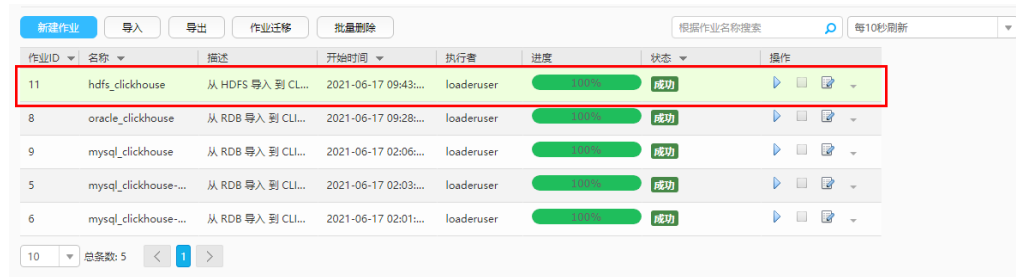 新建作业 导入 导出 作业迁移 批量删除 根据作业名称搜索 每10秒刷新
作业ID 名称 描述 开始时间 执行者 进度 状态 操作
11 hdfs_clickhouse 从 HDFS 导入 到 CL... 2021-06-17 09:43:... loaderuser 100% 成功
8 oracle_clickhouse 从 RDB 导入 到 CLI... 2021-06-17 09:28:... loaderuser 100% 成功
9 mysql_clickhouse 从 RDB 导入 到 CLI... 2021-06-17 02:06:... loaderuser 100% 成功
5 mysql_clickhouse-... 从 RDB 导入 到 CLI... 2021-06-17 02:03:... loaderuser 100% 成功
6 mysql_clickhouse-... 从 RDB 导入 到 CLI... 2021-06-17 02:01:... loaderuser 100% 成功
10 总条数: 5 < 1 >